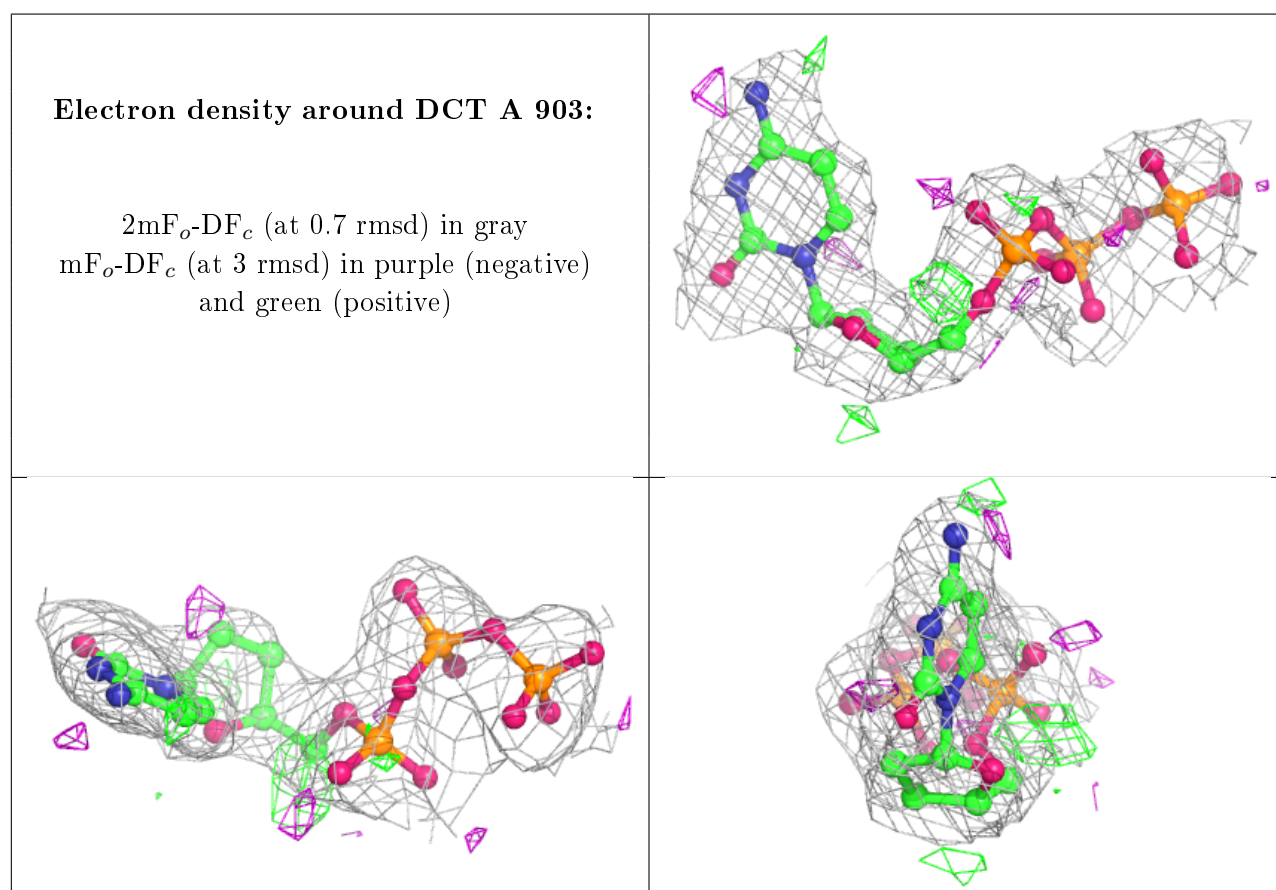 Electron density around DCT A 903:
2mFo-DFc (at 0.7 rmsd) in gray
mFo-DFc (at 3 rmsd) in purple (negative)
and green (positive)